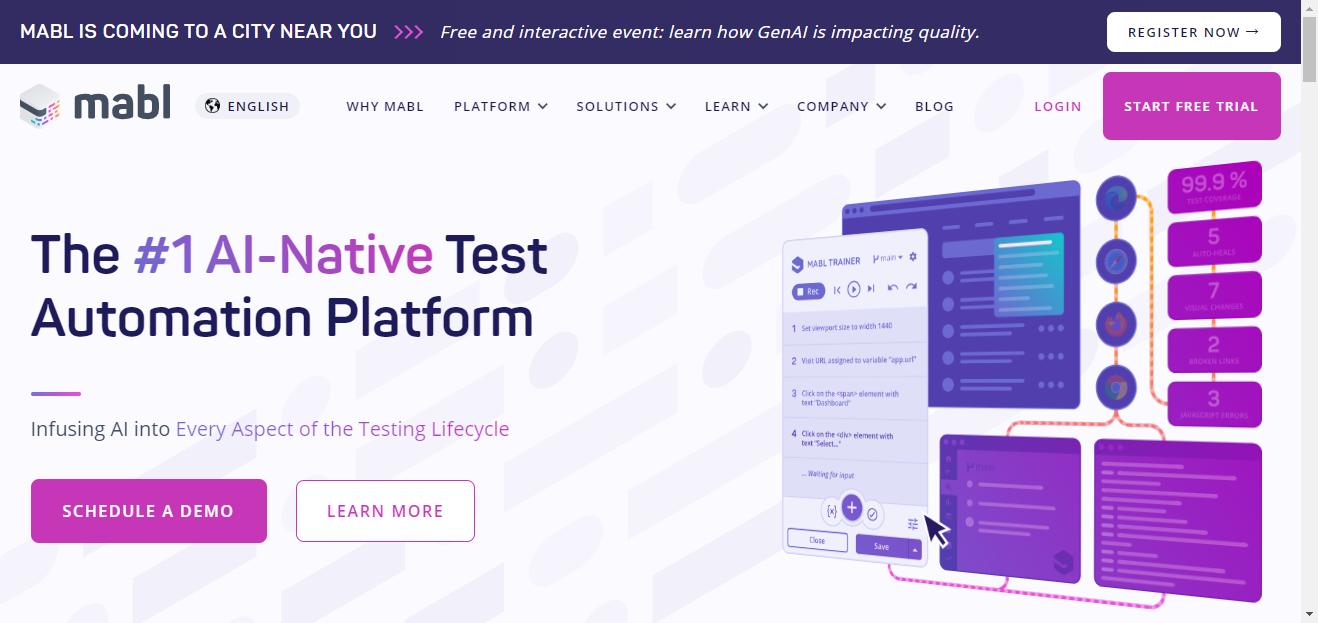 MABL IS COMING TO A CITY NEAR YOU >>> Free and interactive event: learn how GenAI is impacting quality. REGISTER NOW →
mabl ENGLISH WHY MABL PLATFORM SOLUTIONS LEARN COMPANY BLOG LOGIN START FREE TRIAL
The #1 AI-Native Test
Automation Platform
Infusing AI into Every Aspect of the Testing Lifecycle
SCHEDULE A DEMO LEARN MORE
MABL TRAINER main
Rec
1 Set viewport size to width 1440
2 Visit URL assigned to variable "app.url"
3 Click on the <span> element with
text "Dashboard"
4 Click on the <div> element with
text "Select..."
... Waiting for input
{x}
Close Save
99.9 %
TEST COVERAGE
5
AUTO-HEALS
7
VISUAL CHANGES
2
BROKEN LINKS
3
JAVASCRIPT ERRORS
main